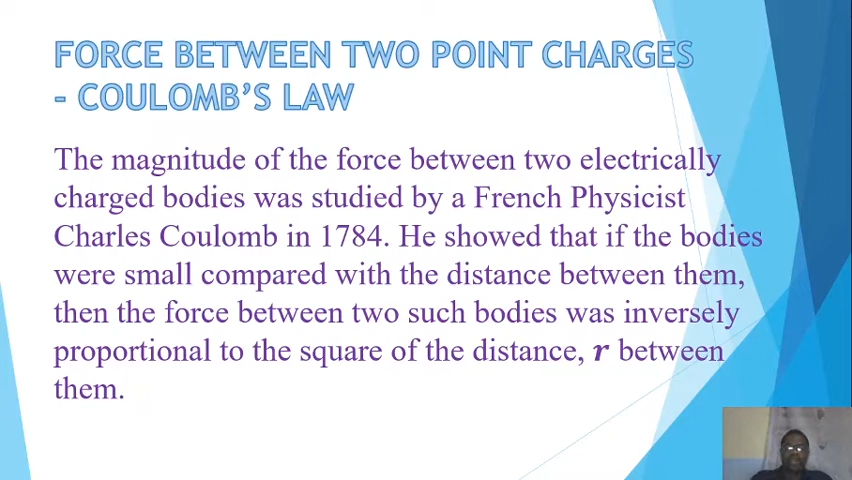 FORCE BETWEEN TWO POINT CHARGES
- COULOMB'S LAW
The magnitude of the force between two electrically
charged bodies was studied by a French Physicist
Charles Coulomb in 1784. He showed that if the bodies
were small compared with the distance between them,
then the force between two such bodies was inversely
proportional to the square of the distance, r between
them.